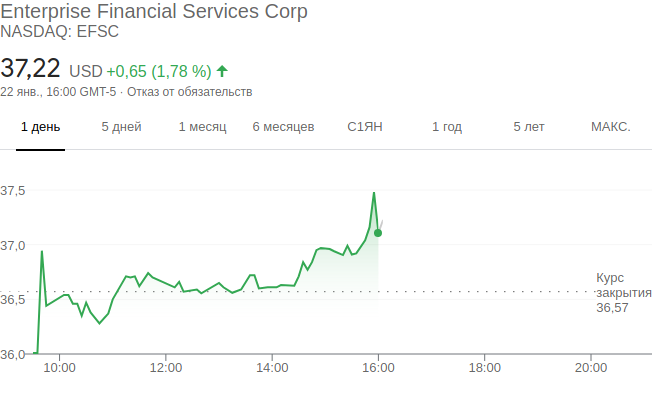 Enterprise Financial Services Corp
NASDAQ: EFSC
37,22 USD +0,65 (1,78 %)
22 янв., 16:00 GMT-5 · Отказ от обязательств
1 день 5 дней 1 месяц 6 месяцев С1ЯН 1 год 5 лет МАКС.
37,5
37,0
36,5
36,0
Курс
закрытия
36,57
10:00 12:00 14:00 16:00 18:00 20:00